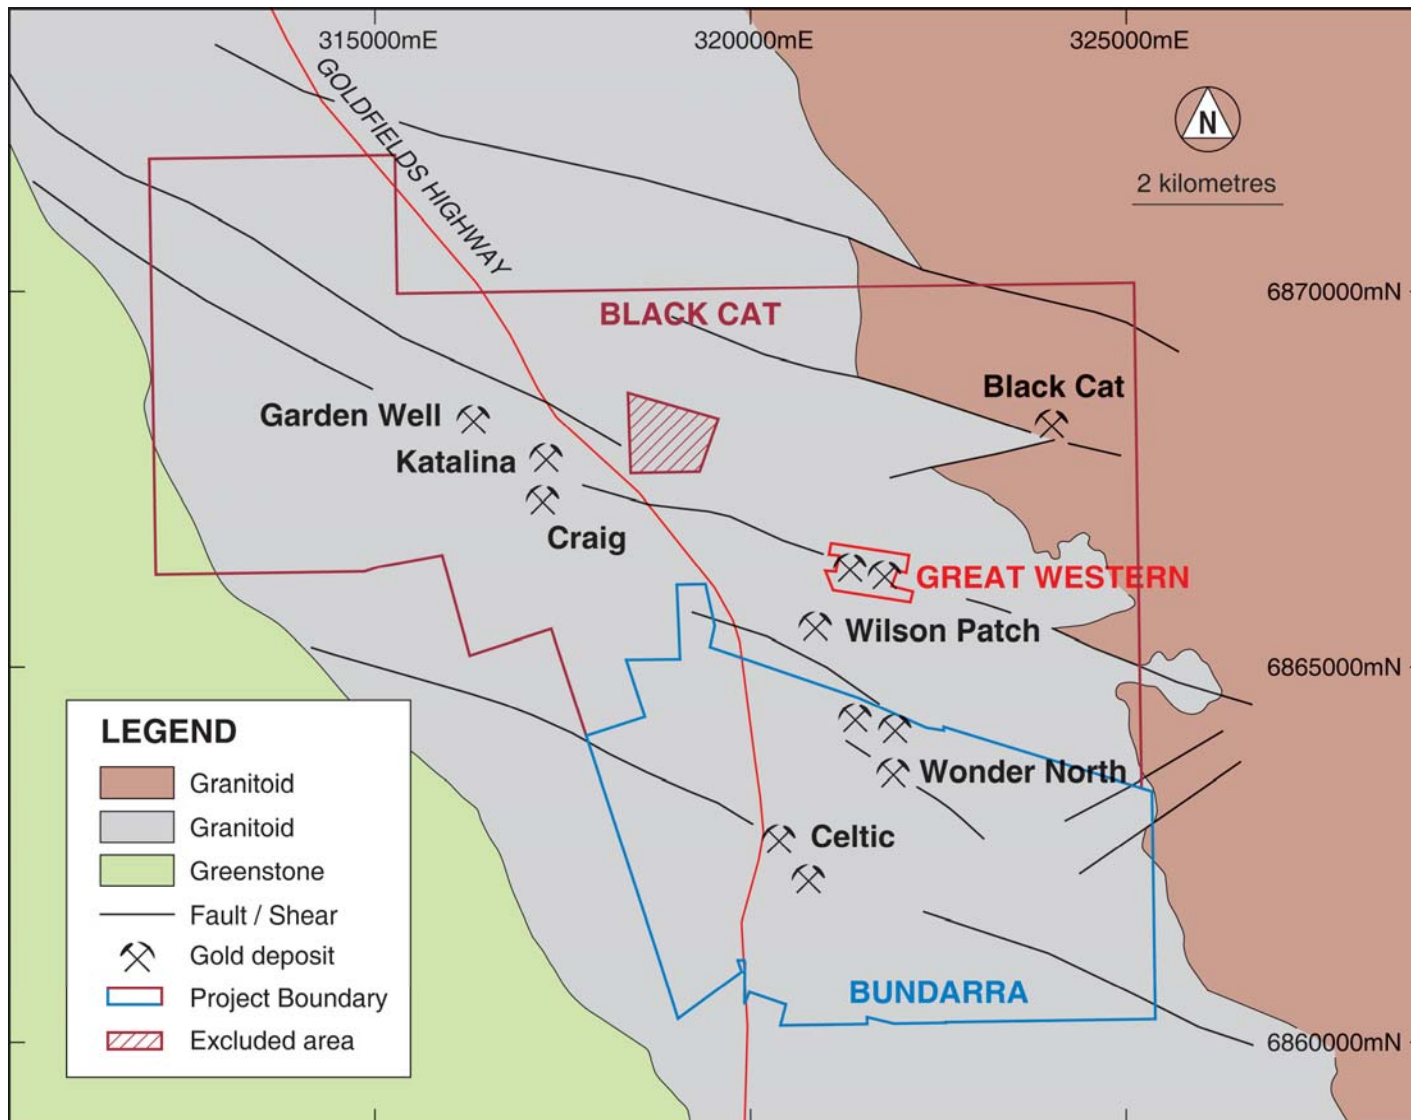 315000mE
320000mE
325000mE
GOLDFIELDS HIGHWAY
N
2 kilometres
6870000mN
BLACK CAT
Black Cat
Garden Well
Katalina
Craig
GREAT WESTERN
Wilson Patch
6865000mN
Wonder North
Celtic
BUNDARRA
6860000mN
LEGEND
Granitoid
Granitoid
Greenstone
Fault / Shear
Gold deposit
Project Boundary
Excluded area